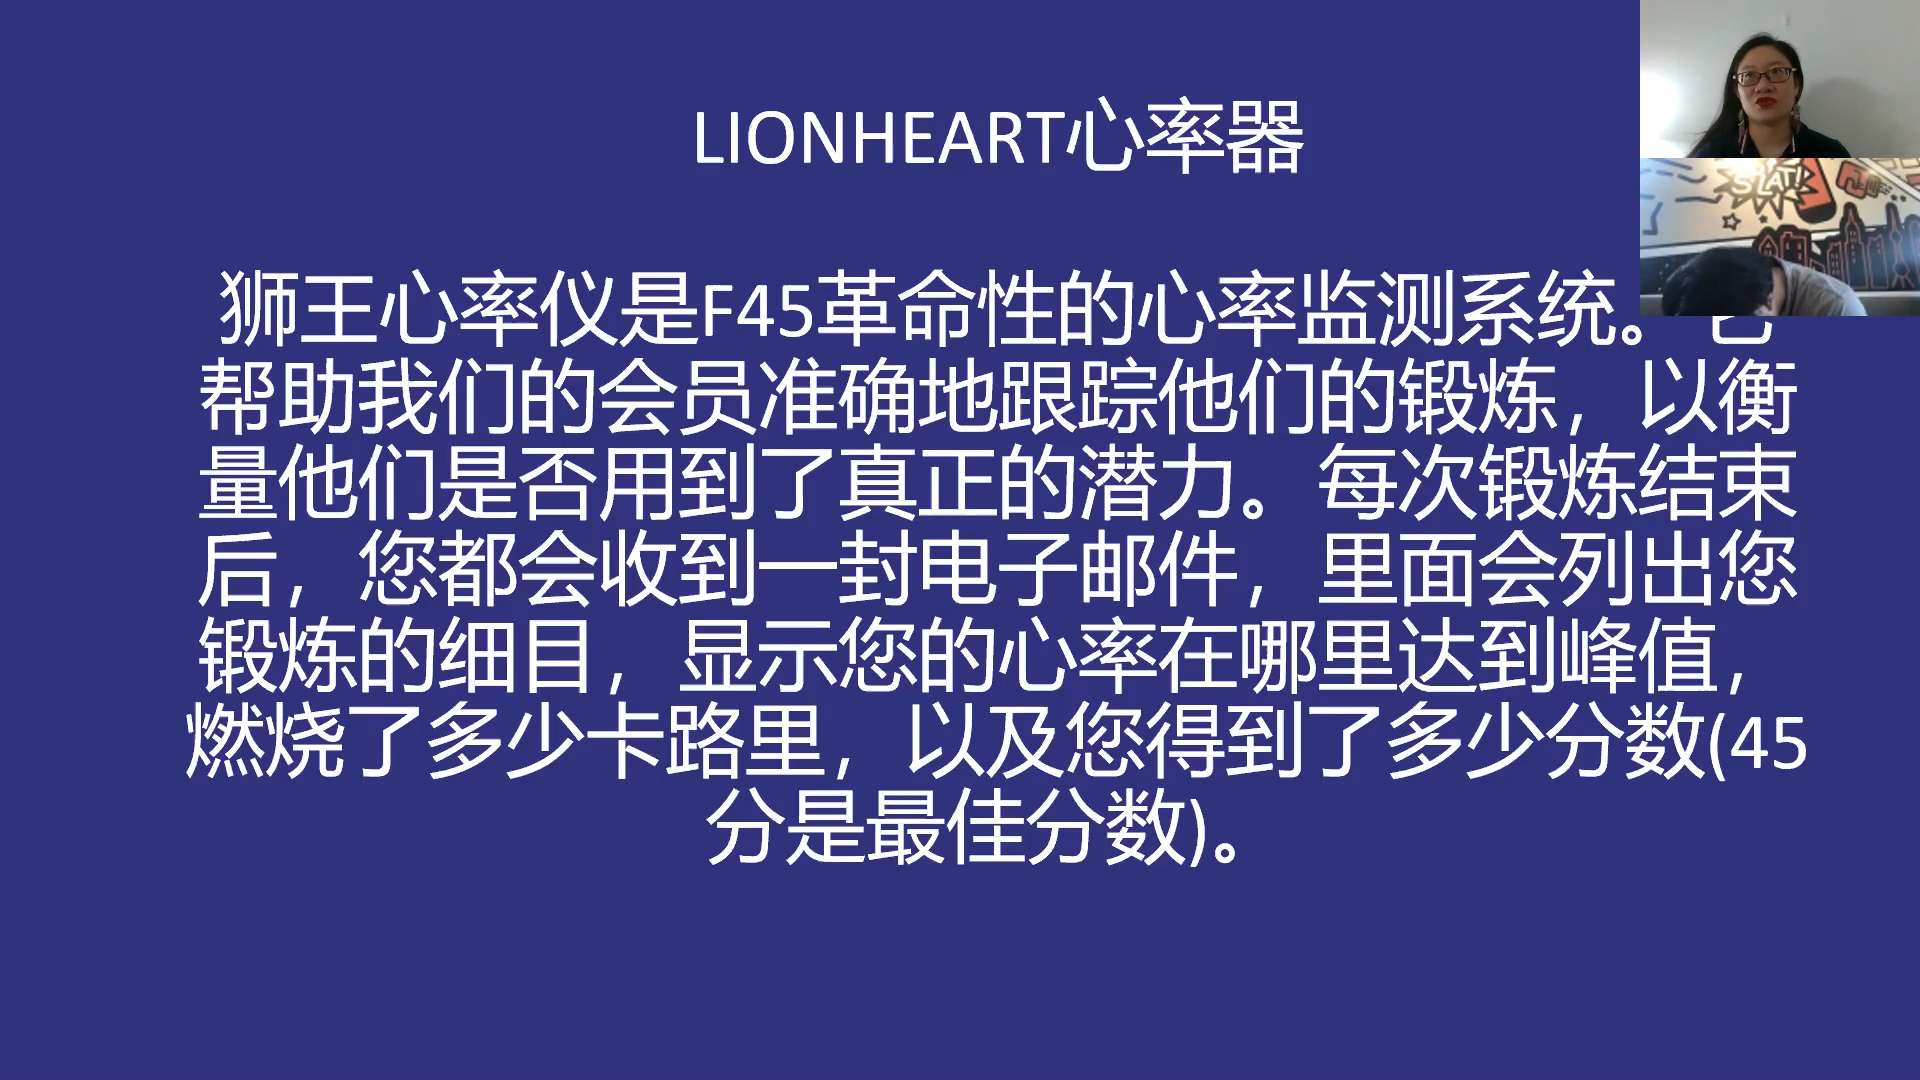 LIONHEART心率器
狮王心率仪是F45革命性的心率监测系统。它
帮助我们的会员准确地跟踪他们的锻炼，以衡
量他们是否用到了真正的潜力。每次锻炼结束
后，您都会收到一封电子邮件，里面会列出您
锻炼的细目，显示您的心率在哪里达到峰值，
燃烧了多少卡路里，以及您得到了多少分数(45
分是最佳分数)。
SLAT!